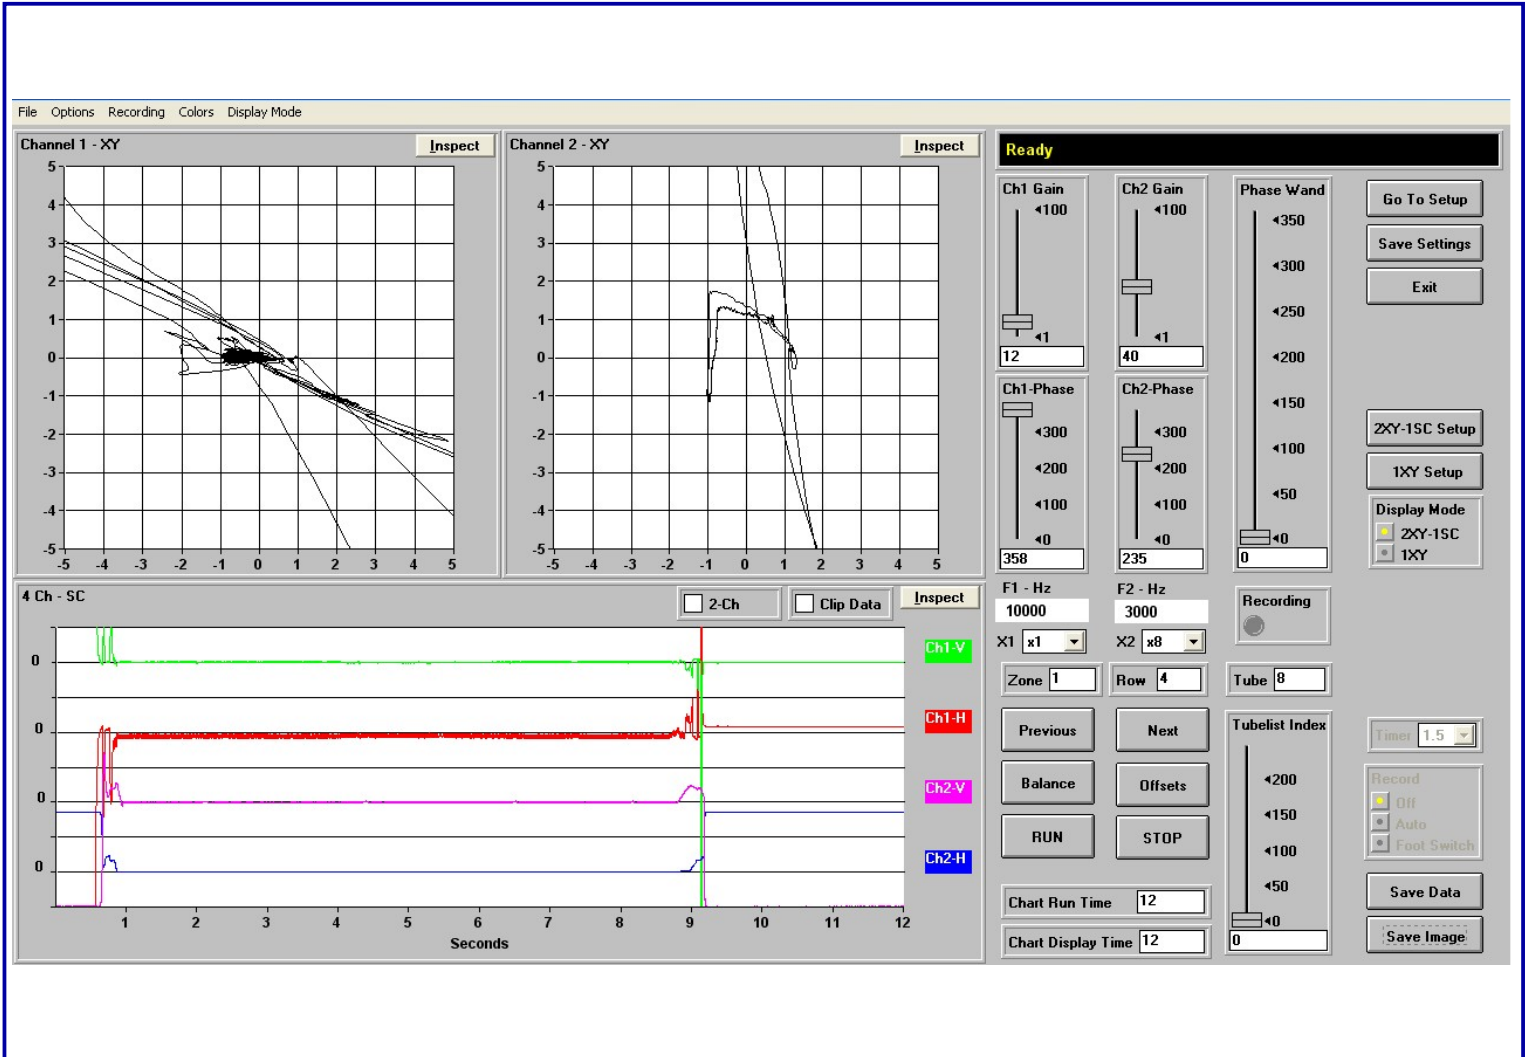 File Options Recording Colors Display Mode
Channel 1 - XY Inspect
5
4
3
2
1
0
-1
-2
-3
-4
-5
-5 -4 -3 -2 -1 0 1 2 3 4 5
Channel 2 - XY Inspect
5
4
3
2
1
0
-1
-2
-3
-4
-5
-5 -4 -3 -2 -1 0 1 2 3 4 5
4 Ch - SC 2-Ch Clip Data Inspect
0 Ch1-V
0 Ch1-H
0 Ch2-V
0 Ch2-H
1 2 3 4 5 6 7 8 9 10 11 12
Seconds
Ready
Ch1 Gain
100
1
12
Ch2 Gain
100
1
40
Phase Wand
350
300
250
200
150
100
50
0
0
Go To Setup
Save Settings
Exit
Ch1-Phase
300
200
100
0
358
Ch2-Phase
300
200
100
0
235
2XY-1SC Setup
1XY Setup
Display Mode
2XY-1SC
1XY
F1 - Hz
10000
X1 x1
F2 - Hz
3000
X2 x8
Recording
Zone 1 Row 4 Tube 8
Previous Next
Balance Offsets
RUN STOP
Tubelist Index
200
150
100
50
0
0
Timer 1.5
Record
Off
Auto
Foot Switch
Chart Run Time 12
Chart Display Time 12
Save Data
Save Image